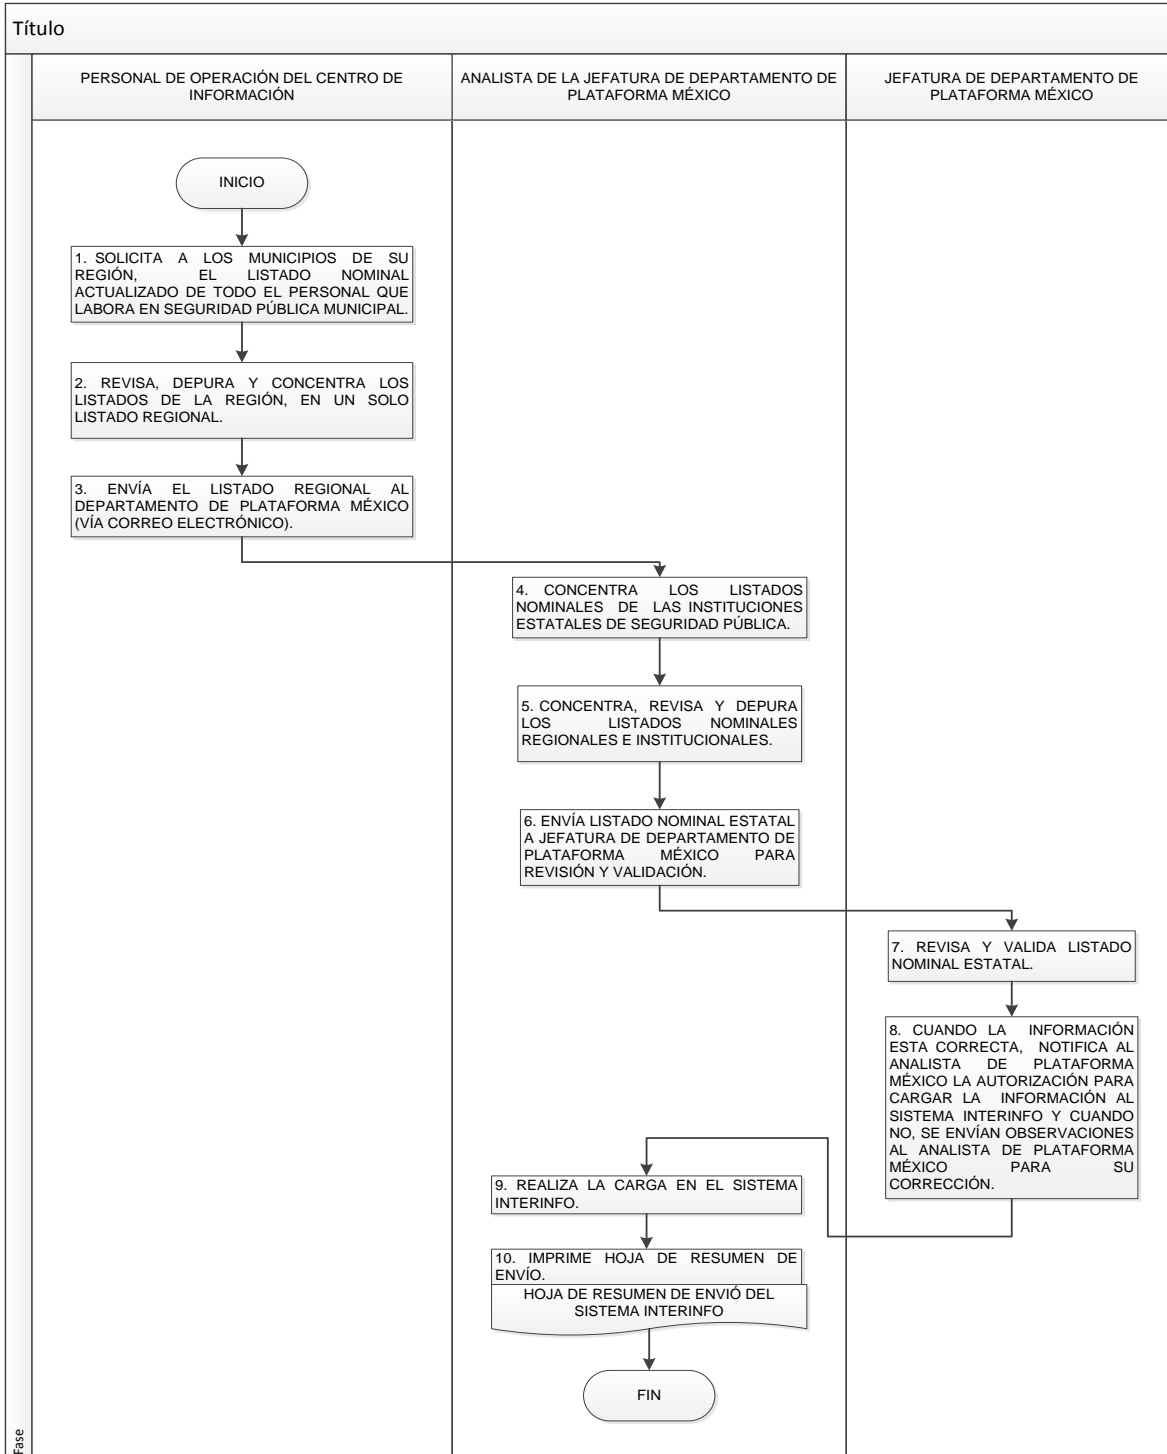 Título
PERSONAL DE OPERACIÓN DEL CENTRO DE
INFORMACIÓN
ANALISTA DE LA JEFATURA DE DEPARTAMENTO DE
PLATAFORMA MÉXICO
JEFATURA DE DEPARTAMENTO DE
PLATAFORMA MÉXICO
INICIO
1. SOLICITA A LOS MUNICIPIOS DE SU
REGIÓN, EL LISTADO NOMINAL
ACTUALIZADO DE TODO EL PERSONAL QUE
LABORA EN SEGURIDAD PÚBLICA MUNICIPAL.
2. REVISA, DEPURA Y CONCENTRA LOS
LISTADOS DE LA REGIÓN, EN UN SOLO
LISTADO REGIONAL.
3. ENVÍA EL LISTADO REGIONAL AL
DEPARTAMENTO DE PLATAFORMA MÉXICO
(VÍA CORREO ELECTRÓNICO).
4. CONCENTRA LOS LISTADOS
NOMINALES DE LAS INSTITUCIONES
ESTATALES DE SEGURIDAD PÚBLICA.
5. CONCENTRA, REVISA Y DEPURA
LOS LISTADOS NOMINALES
REGIONALES E INSTITUCIONALES.
6. ENVÍA LISTADO NOMINAL ESTATAL
A JEFATURA DE DEPARTAMENTO DE
PLATAFORMA MÉXICO PARA
REVISIÓN Y VALIDACIÓN.
7. REVISA Y VALIDA LISTADO
NOMINAL ESTATAL.
8. CUANDO LA INFORMACIÓN
ESTA CORRECTA, NOTIFICA AL
ANALISTA DE PLATAFORMA
MÉXICO LA AUTORIZACIÓN PARA
CARGAR LA INFORMACIÓN AL
SISTEMA INTERINFO Y CUANDO
NO, SE ENVÍAN OBSERVACIONES
AL ANALISTA DE PLATAFORMA
MÉXICO PARA SU
CORRECCIÓN.
9. REALIZA LA CARGA EN EL SISTEMA
INTERINFO.
10. IMPRIME HOJA DE RESUMEN DE
ENVÍO.
HOJA DE RESUMEN DE ENVIÓ DEL
SISTEMA INTERINFO
FIN
Fase